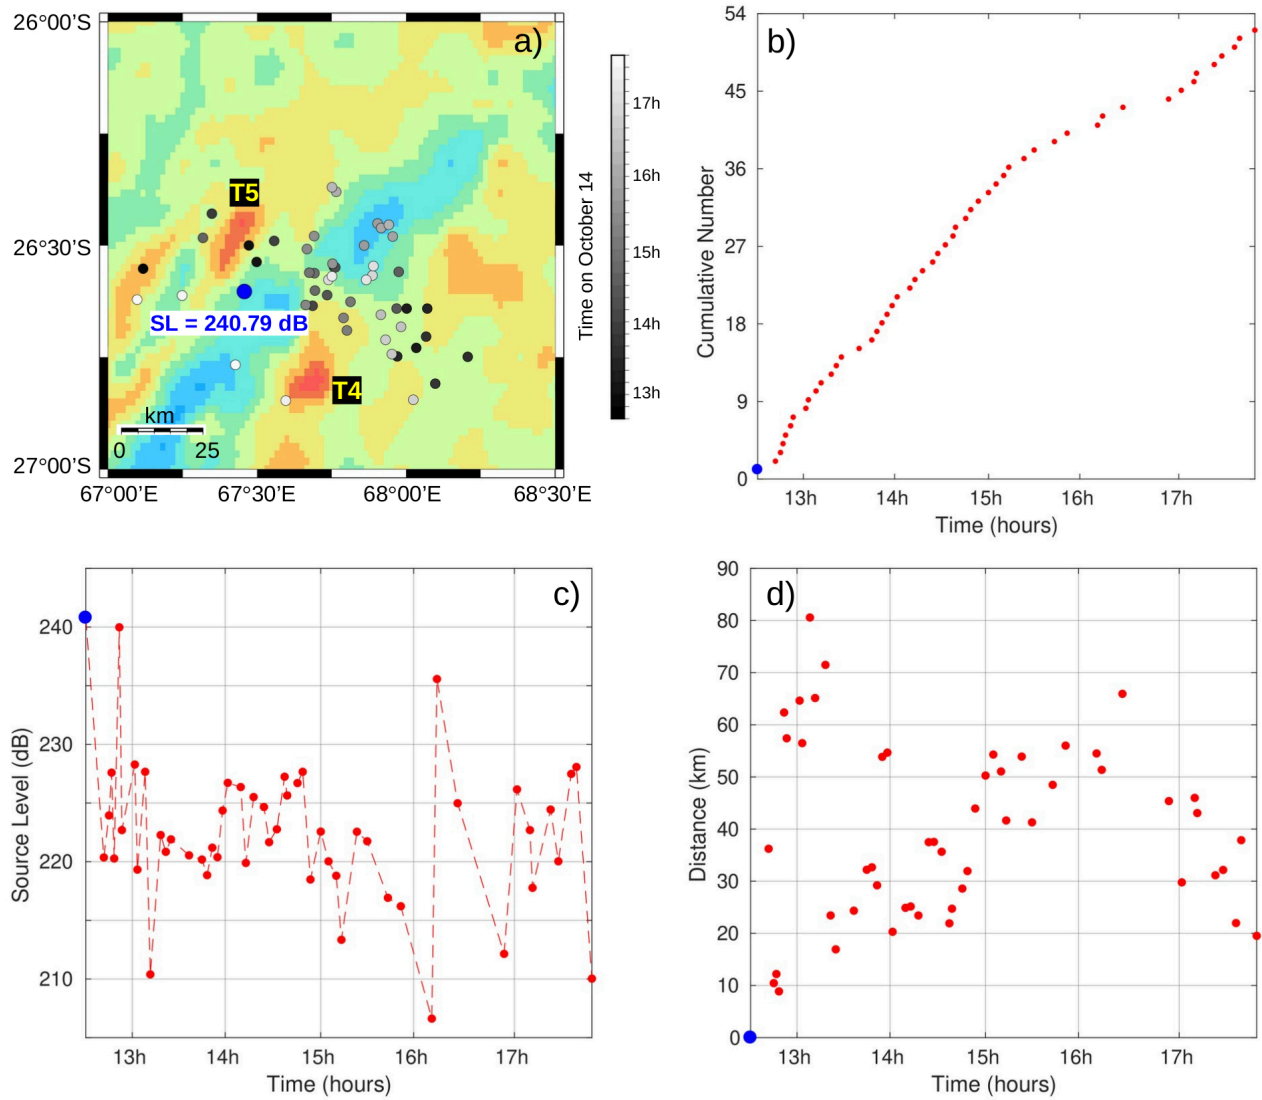 a)
26°00'S
26°30'S
27°00'S
67°00'E
67°30'E
68°00'E
68°30'E
T5
SL = 240.79 dB
T4
km
0
25
17h
16h
15h
14h
13h
Time on October 14
b)
54
45
36
27
18
9
0
Cumulative Number
13h
14h
15h
16h
17h
Time (hours)
c)
240
230
220
210
Source Level (dB)
13h
14h
15h
16h
17h
Time (hours)
d)
90
80
70
60
50
40
30
20
10
0
Distance (km)
13h
14h
15h
16h
17h
Time (hours)